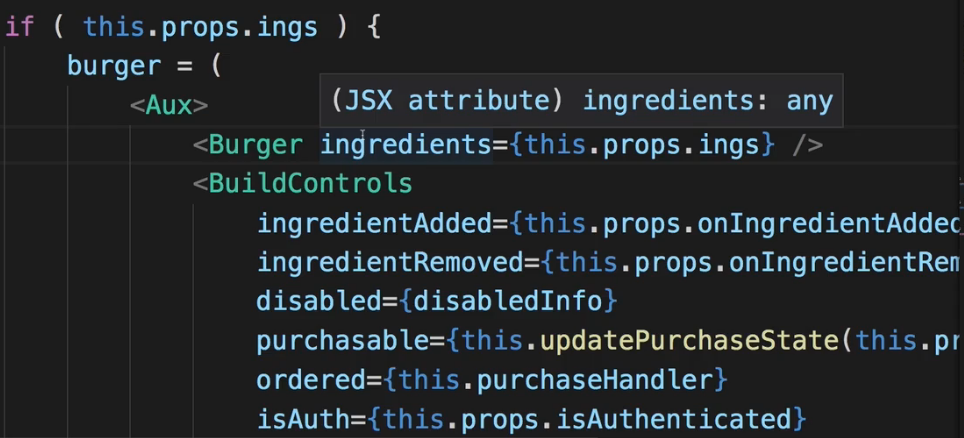 if ( this.props.ings ) {
burger = (
<Aux>
(JSX attribute) ingredients: any
<Burger ingredients={this.props.ings} />
<BuildControls
ingredientAdded={this.props.onIngredientAdded
ingredientRemoved={this.props.onIngredientRem
disabled={disabledInfo}
purchasable={this.updatePurchaseState(this.pr
ordered={this.purchaseHandler}
isAuth={this.props.isAuthenticated}